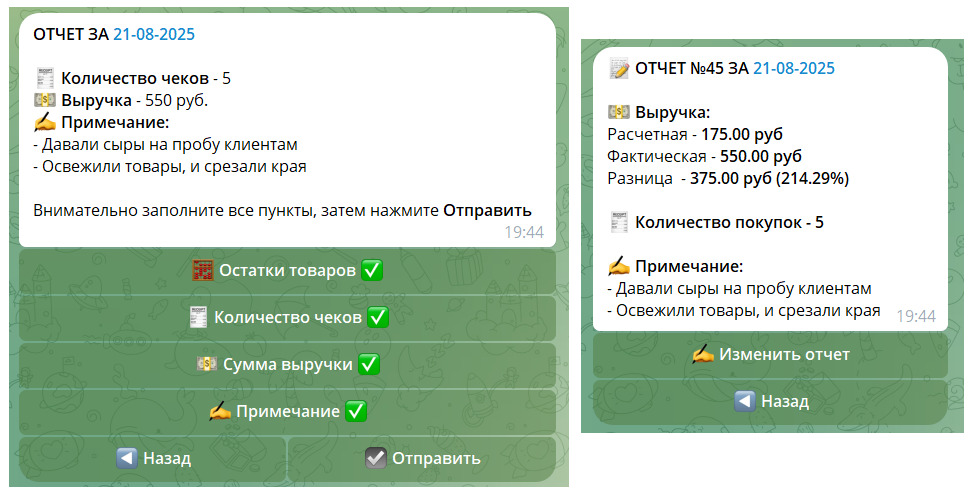 ОТЧЕТ ЗА 21-08-2025
Количество чеков - 5
Выручка - 550 руб.
Примечание:
- Давали сыры на пробу клиентам
- Освежили товары, и срезали края
Внимательно заполните все пункты, затем нажмите Отправить
19:44
Остатки товаров
Количество чеков
Сумма выручки
Примечание
Назад
Отправить
ОТЧЕТ №45 ЗА 21-08-2025
Выручка:
Расчетная - 175.00 руб
Фактическая - 550.00 руб
Разница - 375.00 руб (214.29%)
Количество покупок - 5
Примечание:
- Давали сыры на пробу клиентам
- Освежили товары, и срезали края
19:44
Изменить отчет
Назад